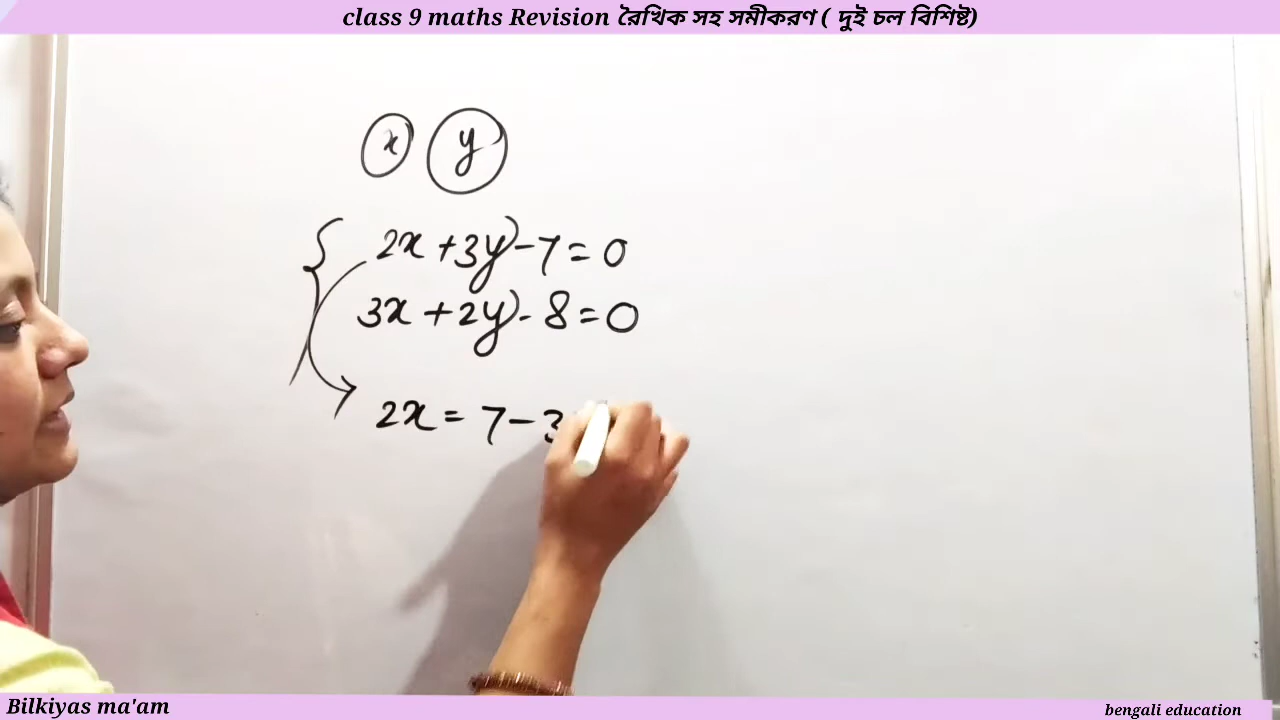 class 9 maths Revision রৈখিক সহ সমীকরণ ( দুই চল বিশিষ্ট)
x y
2x + 3y - 7 = 0
3x + 2y - 8 = 0
2x = 7 - 3
Bilkiyas ma'am
bengali education